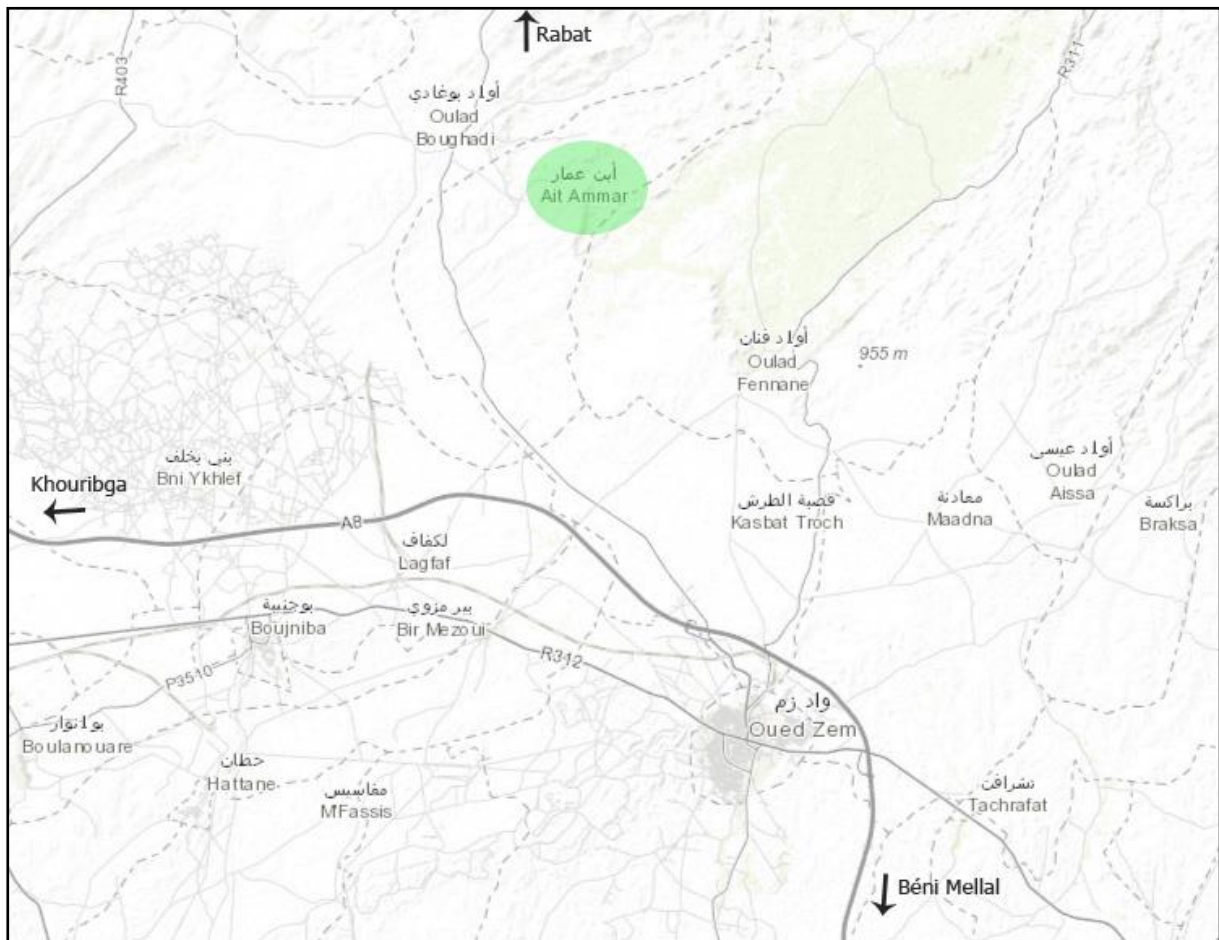 Rabat
R403
أولاد بوغادي
Oulad
Boughadi
R311
أيت عمار
Ait Ammar
أولاد فنان
Oulad
Fennane
955 m
بني يخلف
Bni Ykhlef
Khouribga
A8
لكفاف
Lagfaf
قصبة الطرش
Kasbat Troch
معادنة
Maadna
أولاد عيسى
Oulad
Aissa
براكسة
Braksa
بوجنيبة
Boujniba
بير مزوي
Bir Mezoui
R312
P3510
بولنوار
Boulanouare
حطان
Hattane
مفاسيس
M'Fassis
واد زم
Oued Zem
تشرافت
Tachrafat
Béni Mellal